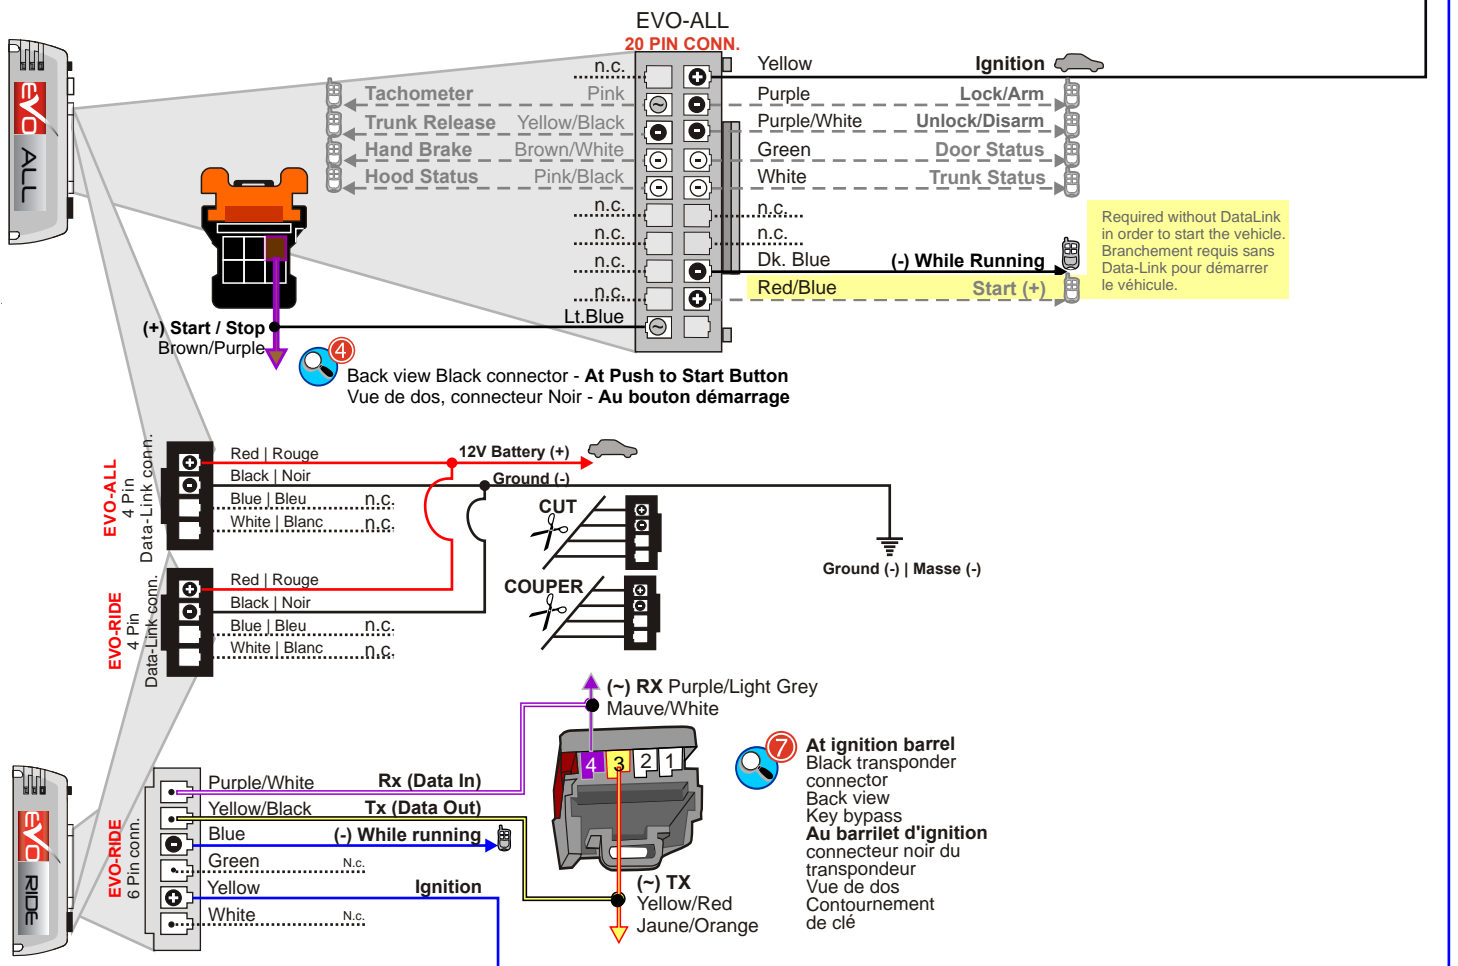 EVO-ALL
20 PIN CONN.
n.c. Yellow Ignition
Tachometer Pink Purple Lock/Arm
Trunk Release Yellow/Black Purple/White Unlock/Disarm
Hand Brake Brown/White Green Door Status
Hood Status Pink/Black White Trunk Status
n.c. n.c.
n.c. n.c.
n.c. Dk. Blue (-) While Running
n.c. Red/Blue Start (+)
Lt.Blue
Required without DataLink
in order to start the vehicle.
Branchement requis sans
Data-Link pour démarrer
le véhicule.
EVO ALL
(+) Start / Stop
Brown/Purple
4
Back view Black connector - At Push to Start Button
Vue de dos, connecteur Noir - Au bouton démarrage
EVO-ALL
4 Pin
Data-Link conn.
Red | Rouge 12V Battery (+)
Black | Noir Ground (-)
Blue | Bleu n.c.
White | Blanc n.c.
CUT
COUPER
Ground (-) | Masse (-)
EVO-RIDE
4 Pin
Data-Link conn.
Red | Rouge
Black | Noir
Blue | Bleu n.c.
White | Blanc n.c.
(~) RX Purple/Light Grey
Mauve/White
4 3 2 1
(~) TX
Yellow/Red
Jaune/Orange
7
At ignition barrel
Black transponder
connector
Back view
Key bypass
Au barrilet d'ignition
connecteur noir du
transpondeur
Vue de dos
Contournement
de clé
EVO RIDE
EVO-RIDE
6 Pin conn.
Purple/White Rx (Data In)
Yellow/Black Tx (Data Out)
Blue (-) While running
Green N.c.
Yellow Ignition
White N.c.